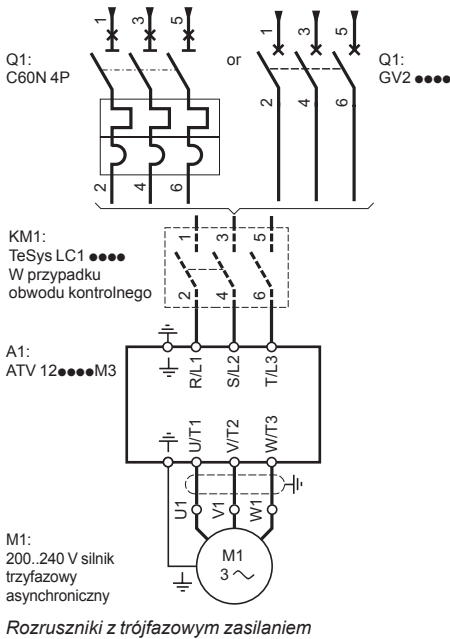 1 3 5
Q1:
C60N 4P
or
1 3 5
Q1:
GV2 ●●●●
2 4 6
2 4 6
KM1:
TeSys LC1 ●●●●
W przypadku
obwodu kontrolnego
1 3 5
2 4 6
A1:
ATV 12●●●●M3
R/L1 S/L2 T/L3
U/T1 V/T2 W/T3
U1 V1 W1
M1:
200..240 V silnik
trzyfazowy
asynchroniczny
M1
3 ~
Rozruszniki z trójfazowym zasilaniem